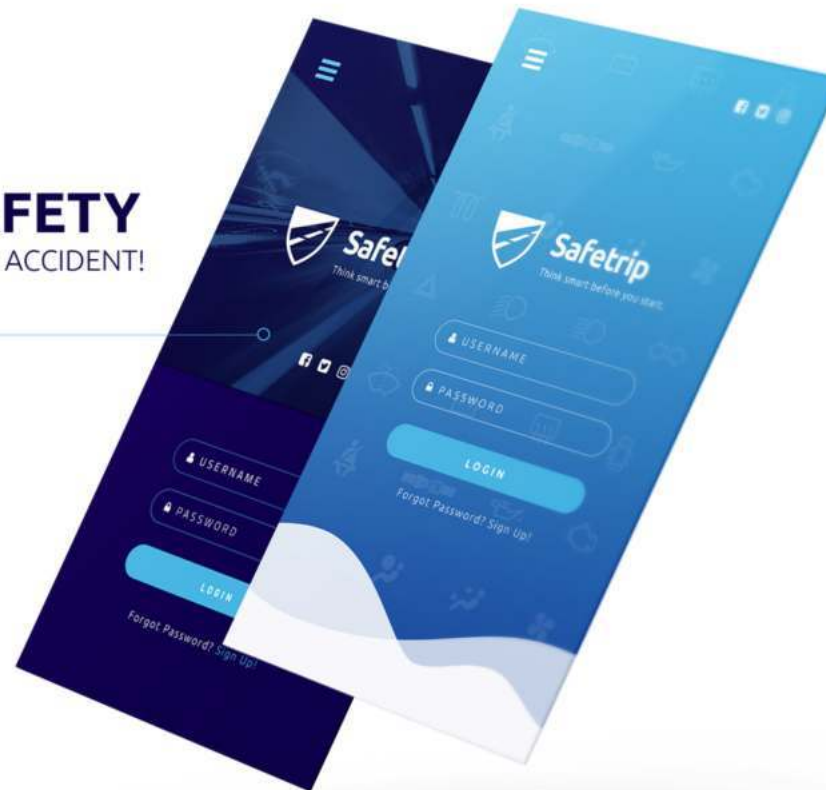 FETY
ACCIDENT!
Safetrip
Think smart before you start.
USERNAME
PASSWORD
LOGIN
Forgot Password? Sign Up!
Think smart b
USERNAME
PASSWORD
LOGIN
Forgot Password? Sign Up!